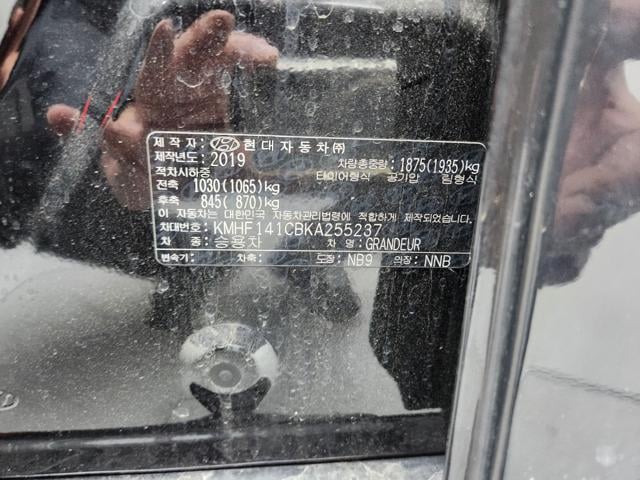 제 작 자: 현대자동차㈜
제작년도: 2019 차량총중량: 1875(1935)kg
적차시하중 타이어형식 공기압 림형식
전축 1030(1065)kg
후축 845( 870)kg
이 자동차는 대한민국 자동차관리법령에 적합하게 제작되었습니다.
차대번호: KMHF141CBKA255237
차 종: 승용차 차 명: GRANDEUR
변속기: 차축: 도장: NB9 의장: NNB